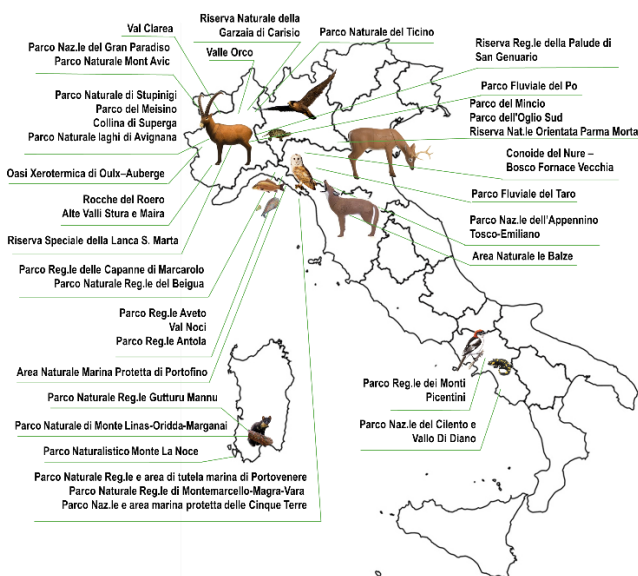 Riserva Naturale della
Garzaia di Carisio
Val Clarea
Parco Naturale del Ticino
Parco Naz.le del Gran Paradiso
Parco Naturale Mont Avic
Valle Orco
Riserva Reg.le della Palude di
San Genuario
Parco Fluviale del Po
Parco Naturale di Stupinigi
Parco del Meisino
Collina di Superga
Parco Naturale laghi di Avignana
Parco del Mincio
Parco dell'Oglio Sud
Riserva Nat.le Orientata Parma Morta
Conoide del Nure –
Bosco Fornace Vecchia
Oasi Xerotermica di Oulx–Auberge
Parco Fluviale del Taro
Rocche del Roero
Alte Valli Stura e Maira
Parco Naz.le dell'Appennino
Tosco-Emiliano
Riserva Speciale della Lanca S. Marta
Area Naturale le Balze
Parco Reg.le delle Capanne di Marcarolo
Parco Naturale Reg.le del Beigua
Parco Reg.le Aveto
Val Noci
Parco Reg.le Antola
Area Naturale Marina Protetta di Portofino
Parco Reg.le dei Monti
Picentini
Parco Naturale Reg.le Gutturu Mannu
Parco Naturale di Monte Linas-Oridda-Marganai
Parco Naz.le del Cilento e
Vallo Di Diano
Parco Naturalistico Monte La Noce
Parco Naturale Reg.le e area di tutela marina di Portovenere
Parco Naturale Reg.le di Montemarcello-Magra-Vara
Parco Naz.le e area marina protetta delle Cinque Terre